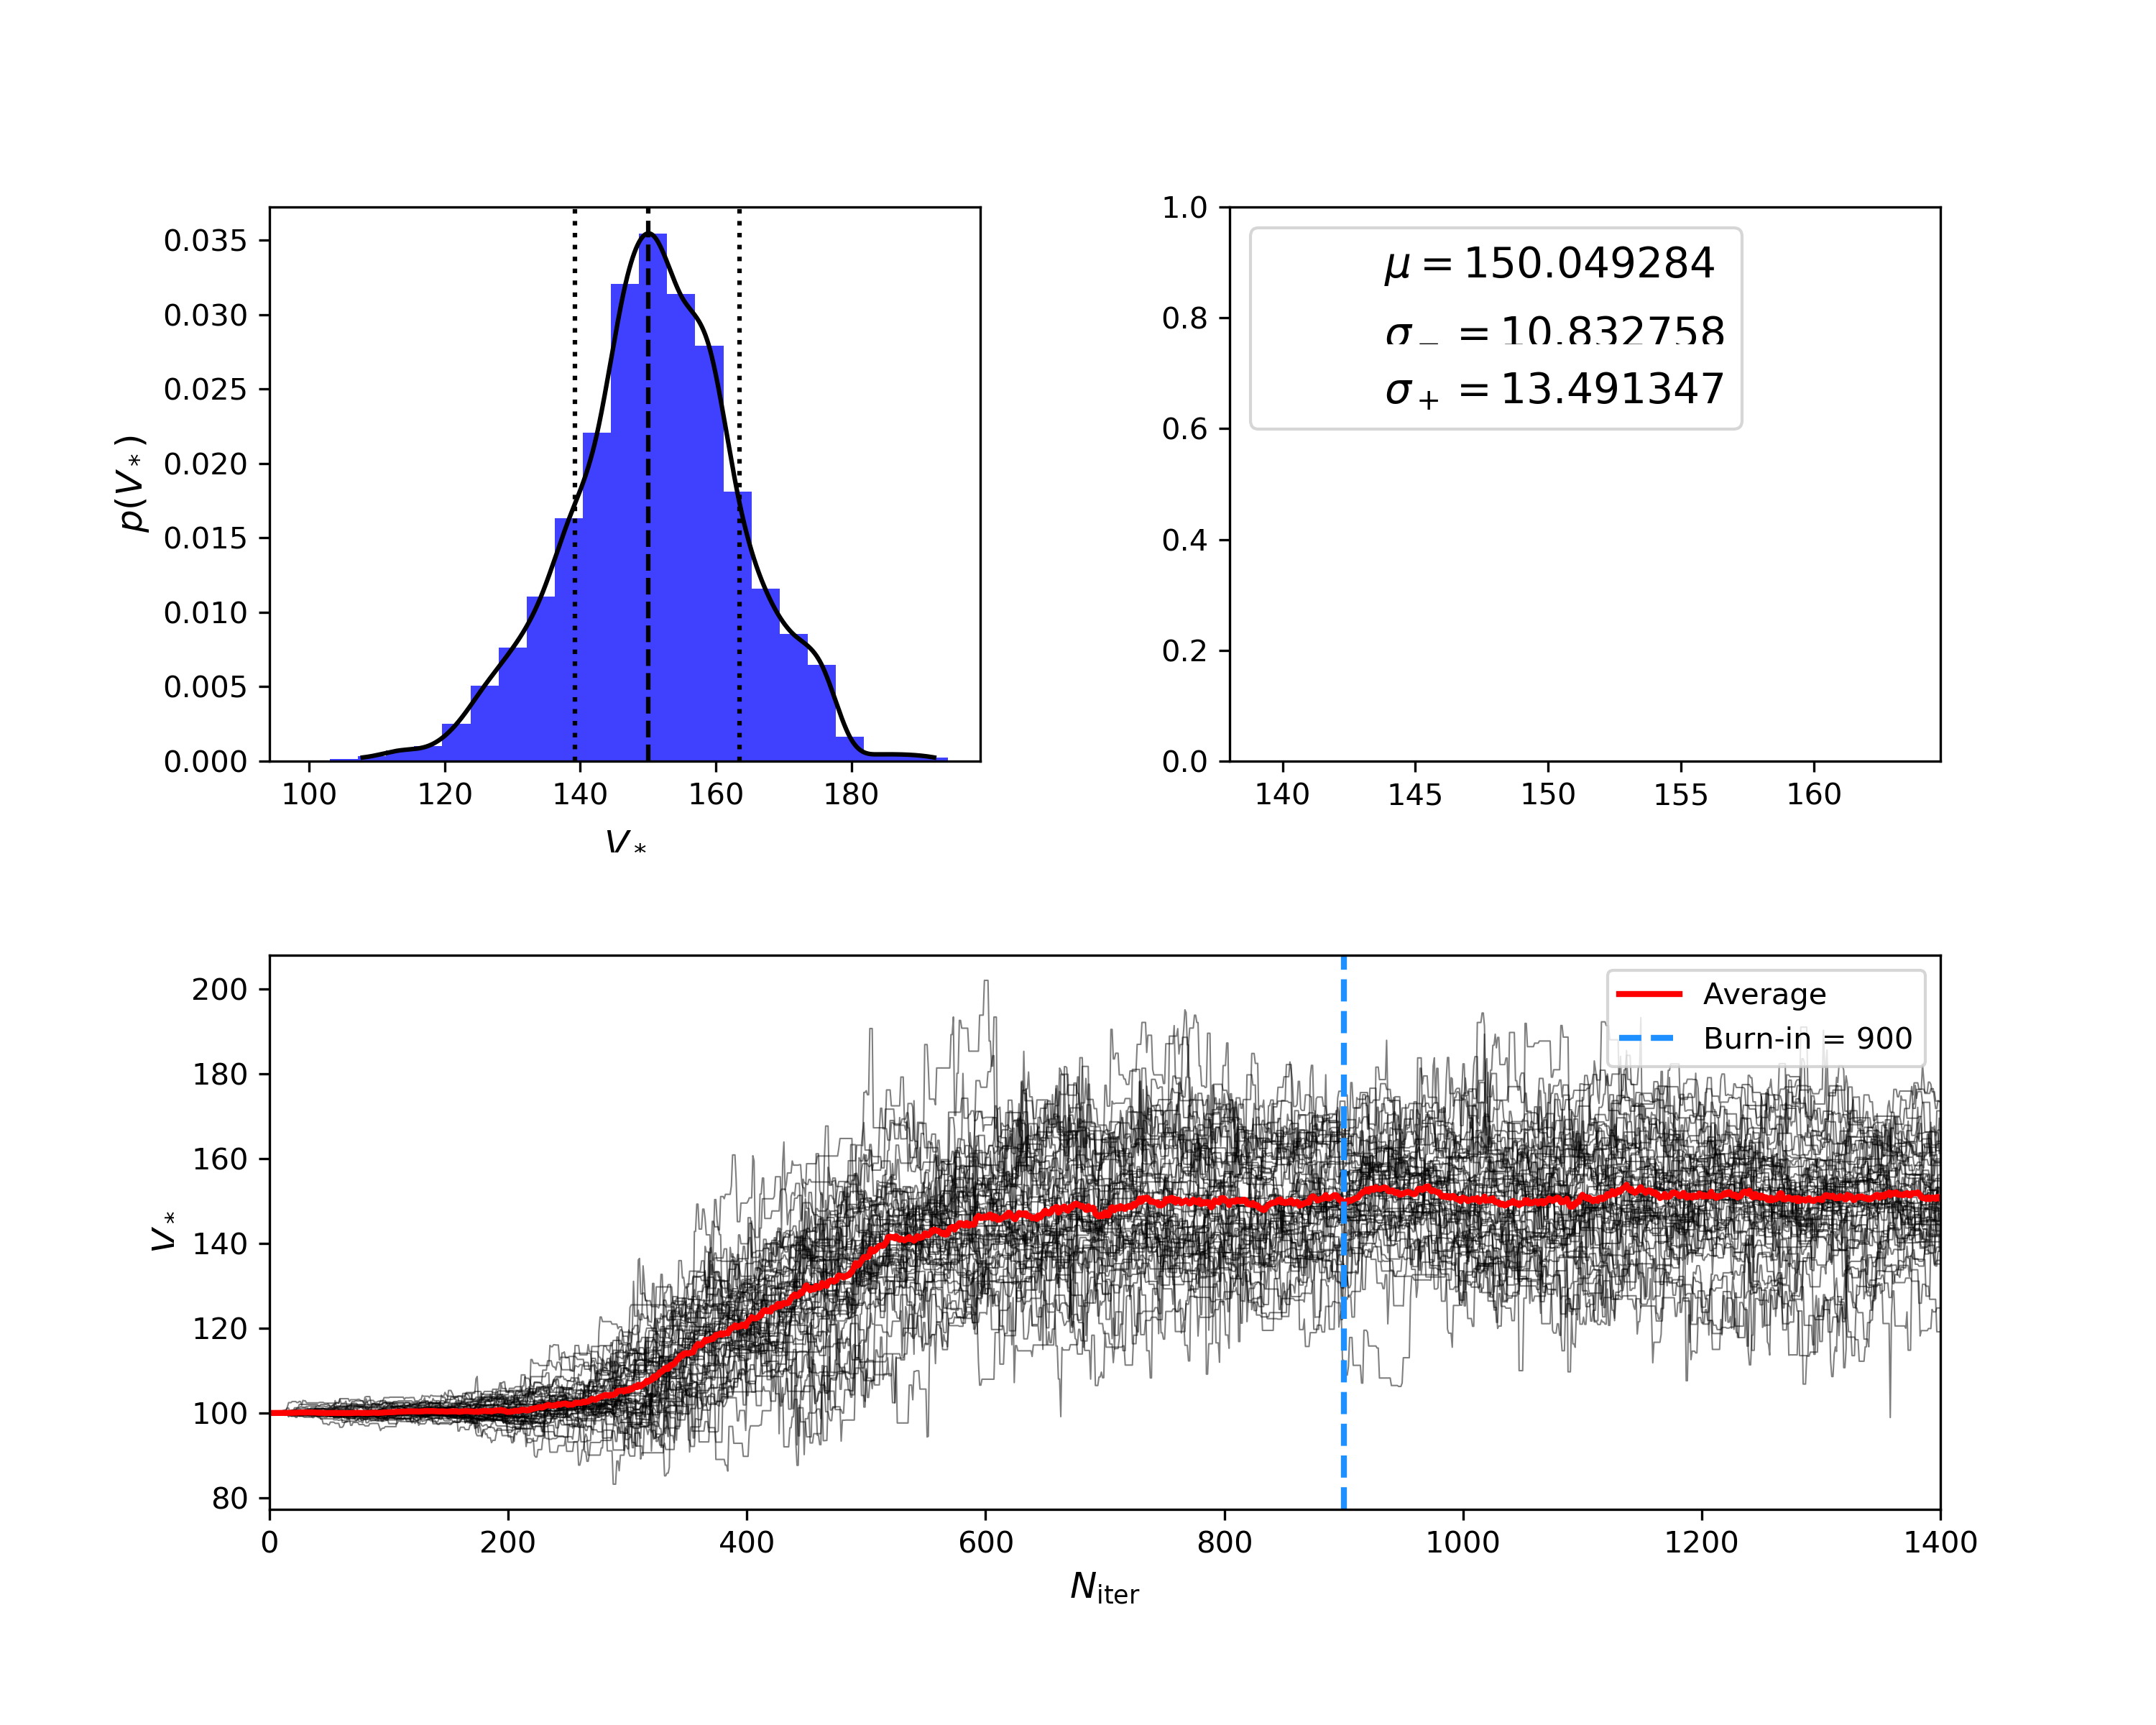 0.035
0.030
0.025
0.020
0.015
0.010
0.005
0.000
p(V*)
100 120 140 160 180
V*
1.0
0.8
0.6
0.4
0.2
0.0
μ = 150.049284
σ− = 10.832758
σ+ = 13.491347
140 145 150 155 160
200
180
160
140
120
100
80
V*
Average
Burn-in = 900
0 200 400 600 800 1000 1200 1400
Niter